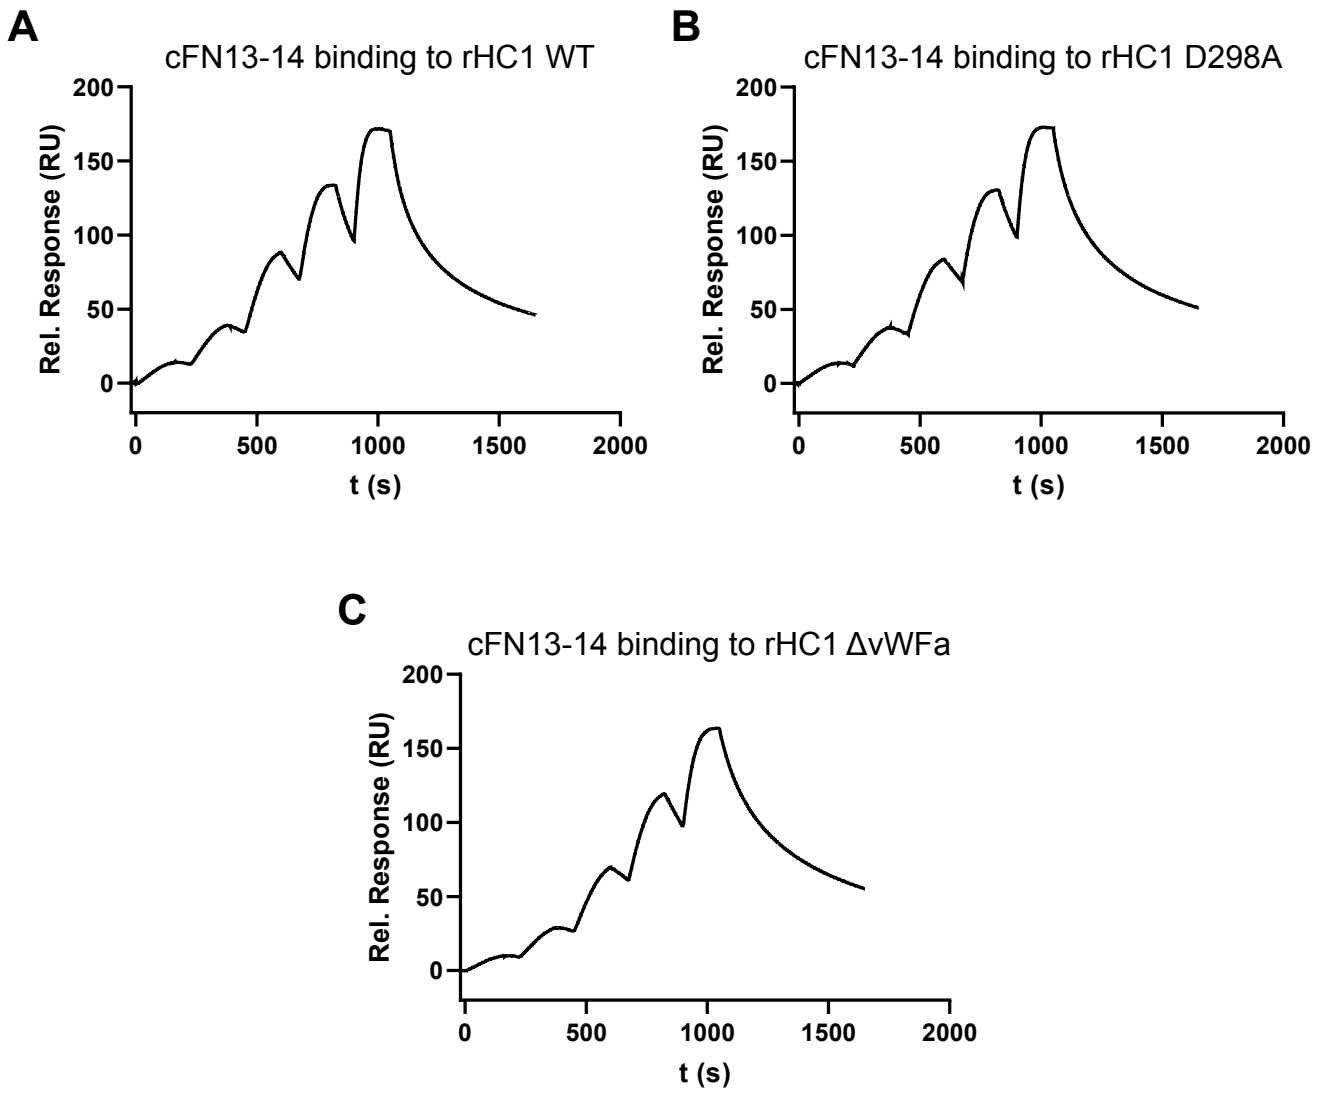 A
cFN13-14 binding to rHC1 WT
Rel. Response (RU)
200
150
100
50
0
0 500 1000 1500 2000
t (s)
B
cFN13-14 binding to rHC1 D298A
Rel. Response (RU)
200
150
100
50
0
0 500 1000 1500 2000
t (s)
C
cFN13-14 binding to rHC1 ΔvWFa
Rel. Response (RU)
200
150
100
50
0
0 500 1000 1500 2000
t (s)